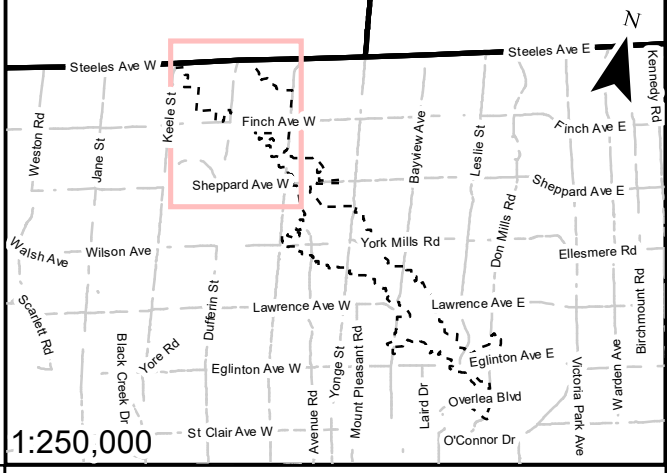 N
Steeles Ave W
Steeles Ave E
Kennedy Rd
Weston Rd
Jane St
Keele St
Finch Ave W
Bayview Ave
Leslie St
Finch Ave E
Sheppard Ave W
Sheppard Ave E
Don Mills Rd
Walsh Ave
Wilson Ave
York Mills Rd
Ellesmere Rd
Scarlett Rd
Dufferin St
Lawrence Ave W
Lawrence Ave E
Birchmount Rd
Black Creek Dr
Yore Rd
Eglinton Ave W
Yonge St
Mount Pleasant Rd
Eglinton Ave E
Victoria Park Ave
Warden Ave
Avenue Rd
Laird Dr
Overlea Blvd
St Clair Ave W
O'Connor Dr
1:250,000